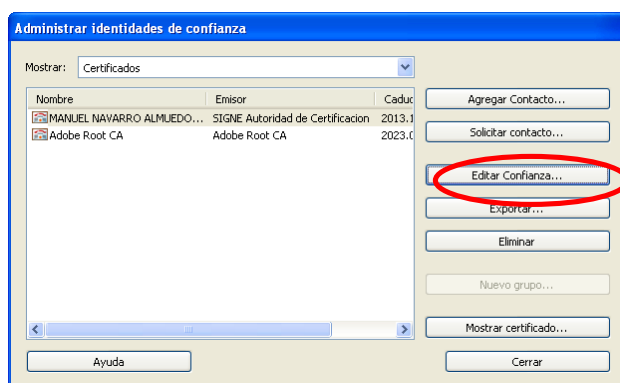 Administrar identidades de confianza
Mostrar: Certificados
Nombre Emisor Caduc
MANUEL NAVARRO ALMUEDO... SIGNE Autoridad de Certificacion 2013.1
Adobe Root CA Adobe Root CA 2023.0
Agregar Contacto...
Solicitar contacto...
Editar Confianza...
Exportar...
Eliminar
Nuevo grupo...
Mostrar certificado...
Ayuda Cerrar